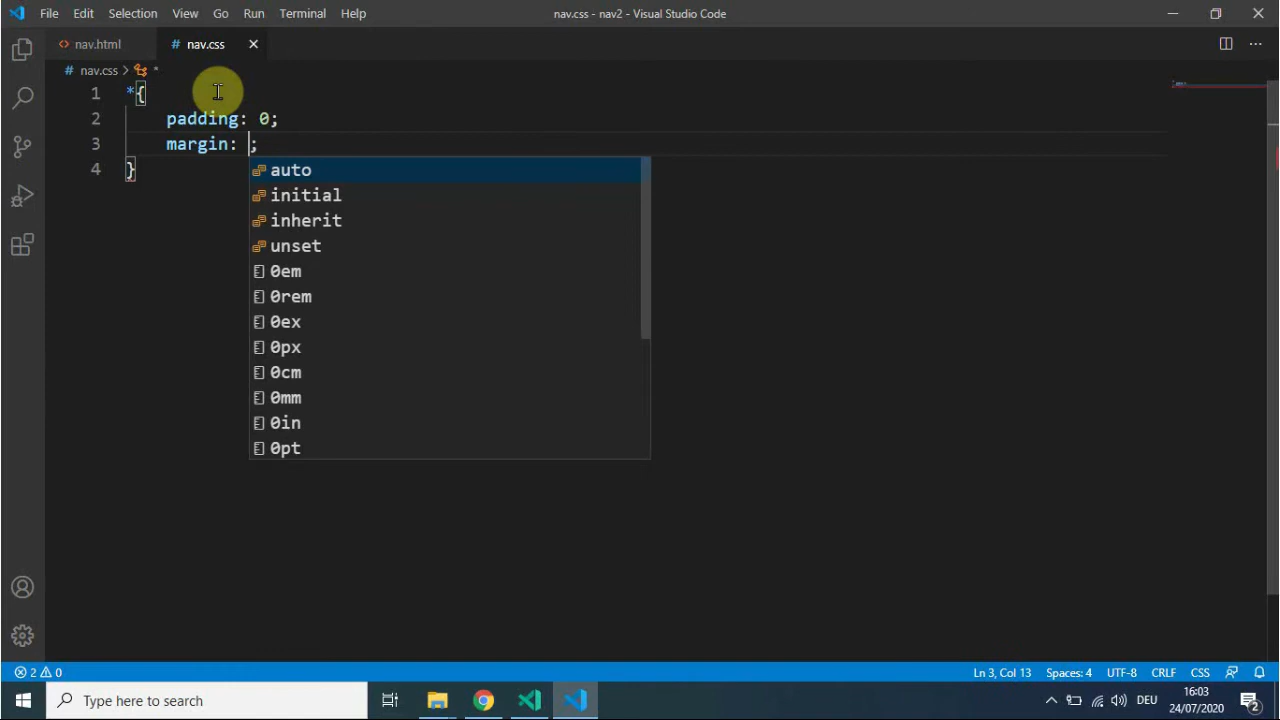 File Edit Selection View Go Run Terminal Help nav.css - nav2 - Visual Studio Code
nav.html # nav.css
# nav.css > *
1 *{
2 padding: 0;
3 margin: ;
4 }
auto
initial
inherit
unset
0em
0rem
0ex
0px
0cm
0mm
0in
0pt
2 0 Ln 3, Col 13 Spaces: 4 UTF-8 CRLF CSS
Type here to search DEU 16:03
24/07/2020 2